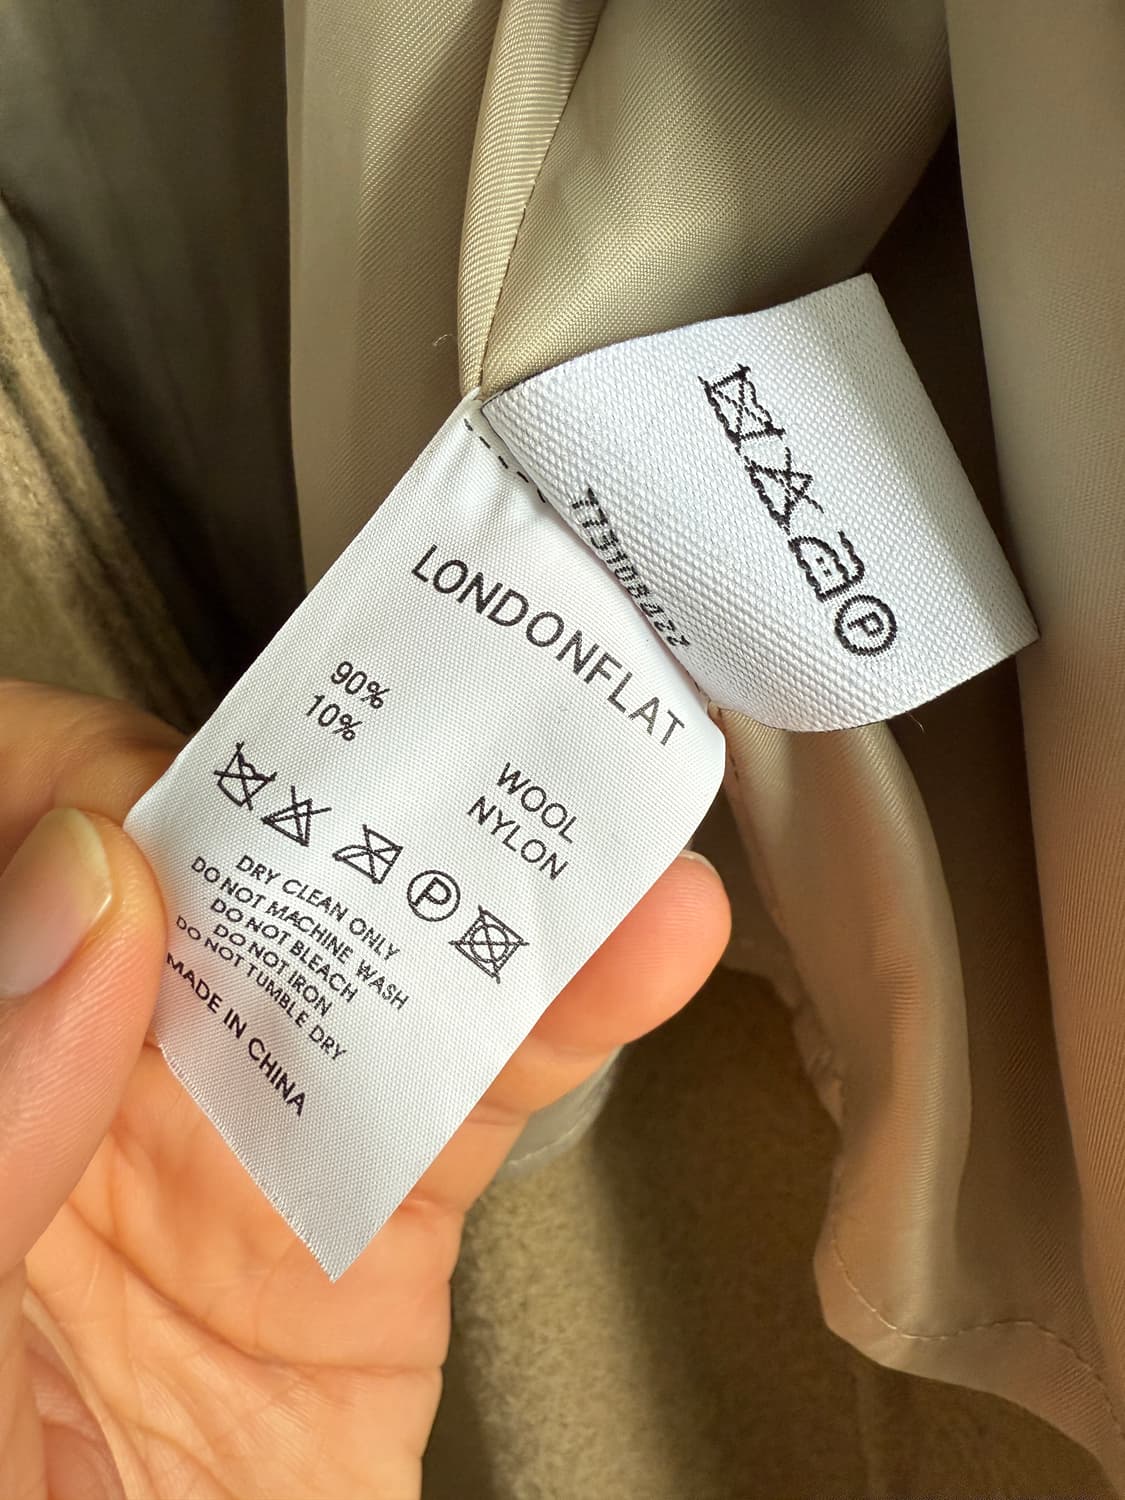 LONDONFLAT
90% WOOL
10% NYLON
P
DRY CLEAN ONLY
DO NOT MACHINE WASH
DO NOT BLEACH
DO NOT IRON
DO NOT TUMBLE DRY
MADE IN CHINA
P